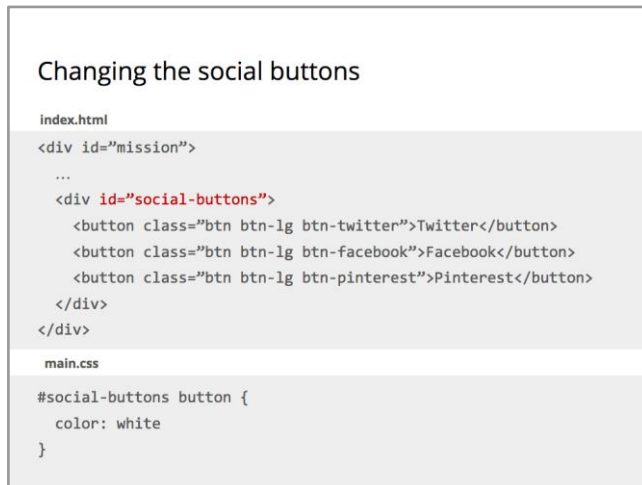 Changing the social buttons
index.html
<div id=”mission”>
...
<div id=”social-buttons”>
<button class=”btn btn-lg btn-twitter”>Twitter</button>
<button class=”btn btn-lg btn-facebook”>Facebook</button>
<button class=”btn btn-lg btn-pinterest”>Pinterest</button>
</div>
</div>
main.css
#social-buttons button {
color: white
}